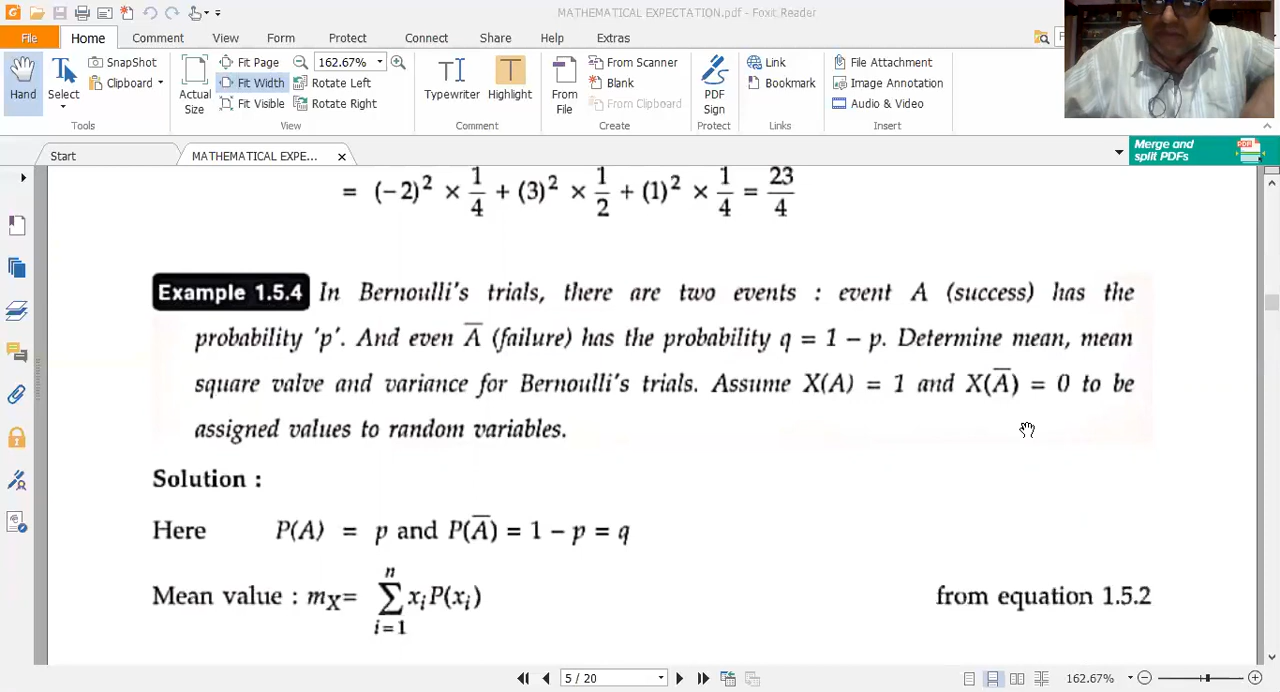 MATHEMATICAL EXPECTATION.pdf - Foxit Reader
File Home Comment View Form Protect Connect Share Help Extras
Hand
Select
SnapShot
Clipboard
Tools
Actual Size
Fit Page
Fit Width
Fit Visible
162.67%
Rotate Left
Rotate Right
View
Typewriter
Highlight
Comment
From File
From Scanner
Blank
From Clipboard
Create
PDF Sign
Protect
Link
Bookmark
Links
File Attachment
Image Annotation
Audio & Video
Insert
Start
MATHEMATICAL EXPE...
Merge and split PDFs
= (−2)² × 1/4 + (3)² × 1/2 + (1)² × 1/4 = 23/4
Example 1.5.4 In Bernoulli's trials, there are two events : event A (success) has the
probability 'p'. And even A̅ (failure) has the probability q = 1 − p. Determine mean, mean
square valve and variance for Bernoulli's trials. Assume X(A) = 1 and X(A̅) = 0 to be
assigned values to random variables.
Solution :
Here P(A) = p and P(A̅) = 1 − p = q
Mean value : m_X = ∑_{i=1}^{n} x_i P(x_i) from equation 1.5.2
5 / 20
162.67%